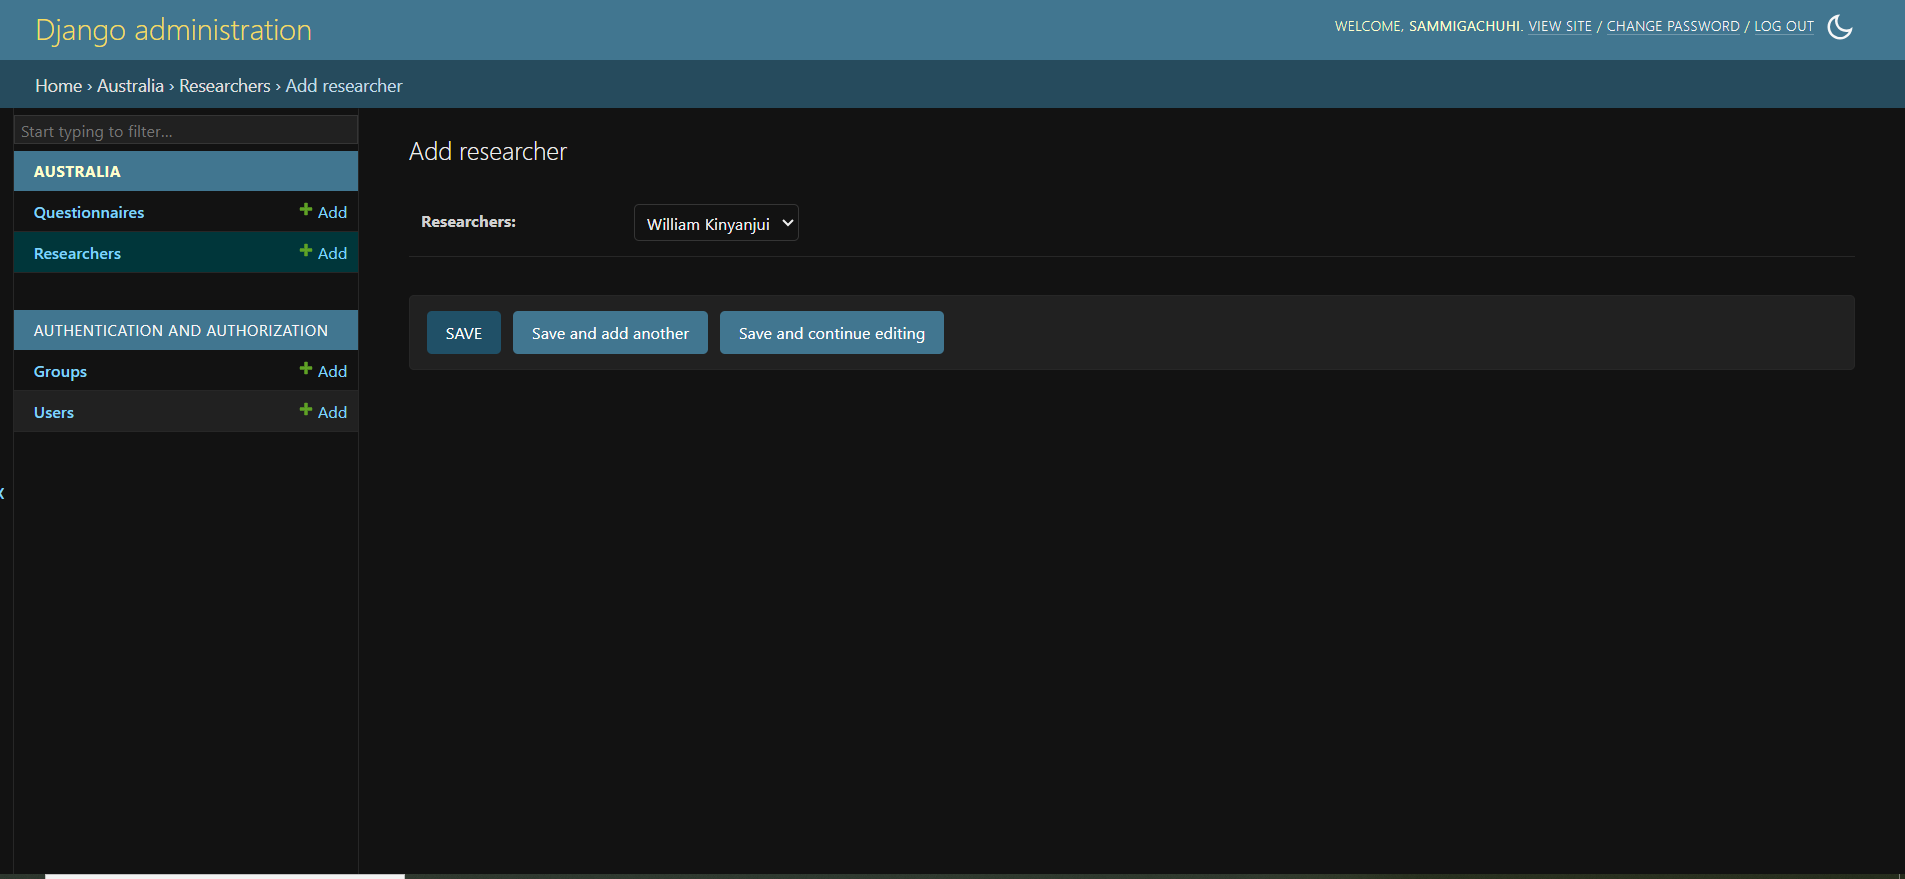 Django administration
WELCOME, SAMMIGACHUHI. VIEW SITE / CHANGE PASSWORD / LOG OUT
Home › Australia › Researchers › Add researcher
Start typing to filter...
AUSTRALIA
Questionnaires Add
Researchers Add
AUTHENTICATION AND AUTHORIZATION
Groups Add
Users Add
Add researcher
Researchers: William Kinyanjui
SAVE Save and add another Save and continue editing